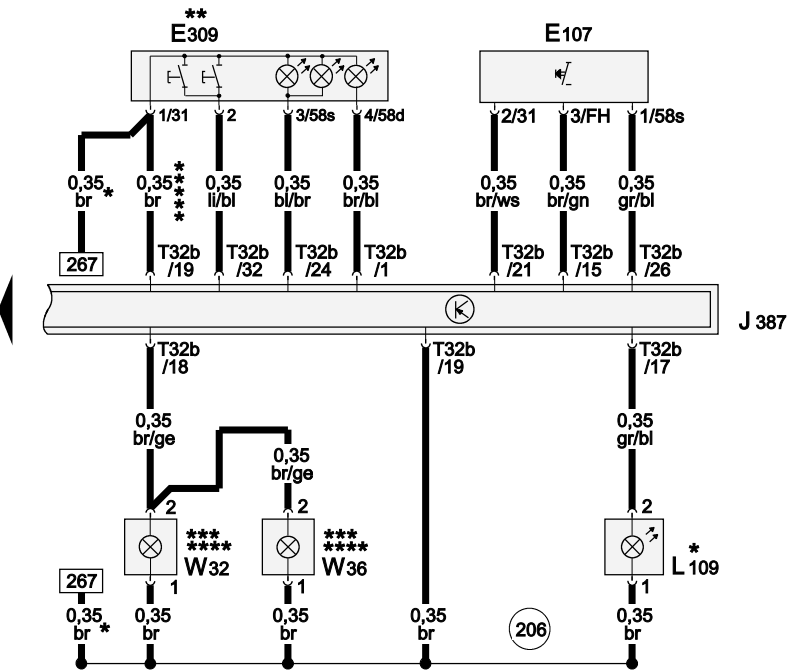 **
E309 E107
1/31 2 3/58s 4/58d 2/31 3/FH 1/58s
0,35 0,35 0,35 0,35 0,35 0,35 0,35 0,35
br * br ***** li/bl bl/br br/bl br/ws br/gn gr/bl
267 T32b T32b T32b T32b T32b T32b T32b
/19 /32 /24 /1 /21 /15 /26
J 387
T32b T32b T32b
/18 /19 /17
0,35 0,35
br/ge gr/bl
0,35
br/ge
2 2 2
*** *** *
**** ****
W32 W36 L 109
267 1 1 1
0,35 0,35 0,35 0,35 0,35
br * br br br 206 br